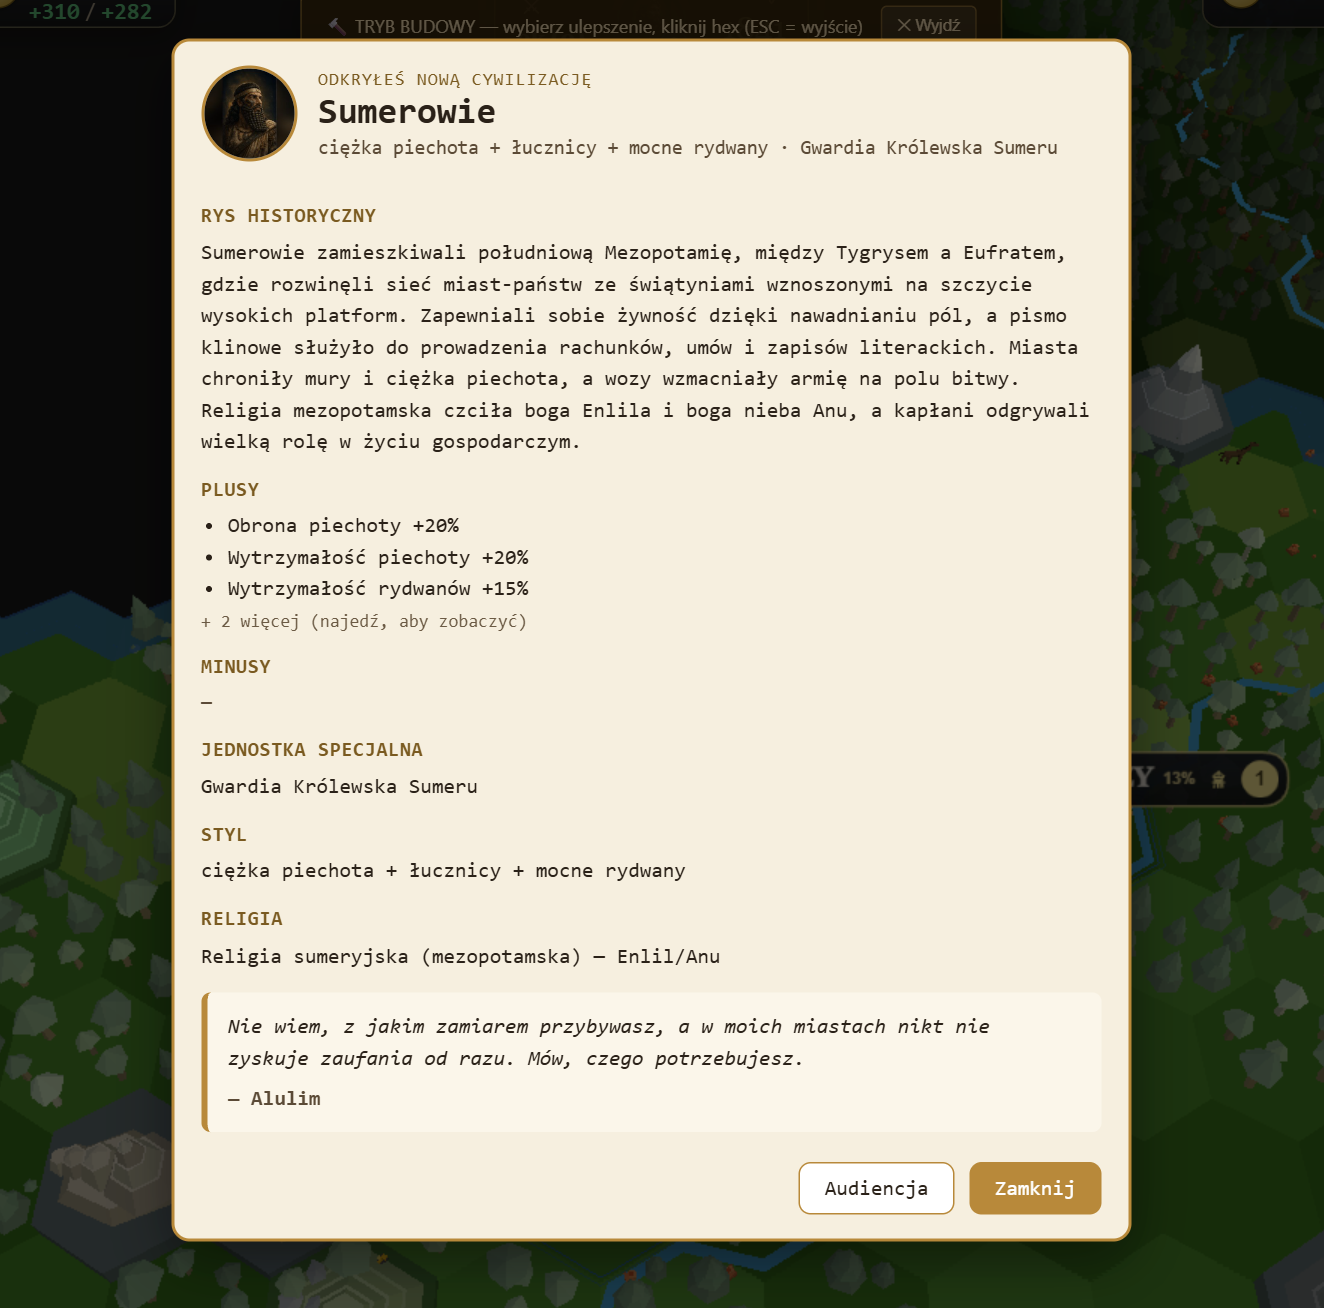 +310 / +282
TRYB BUDOWY — wybierz ulepszenie, kliknij hex (ESC = wyjście)
✕ Wyjdź
ODKRYŁEŚ NOWĄ CYWILIZACJĘ
Sumerowie
ciężka piechota + łucznicy + mocne rydwany · Gwardia Królewska Sumeru
RYS HISTORYCZNY
Sumerowie zamieszkiwali południową Mezopotamię, między Tygrysem a Eufratem,
gdzie rozwinęli sieć miast-państw ze świątyniami wznoszonymi na szczycie
wysokich platform. Zapewniali sobie żywność dzięki nawadnianiu pól, a pismo
klinowe służyło do prowadzenia rachunków, umów i zapisów literackich. Miasta
chroniły mury i ciężka piechota, a wozy wzmacniały armię na polu bitwy.
Religia mezopotamska czciła boga Enlila i boga nieba Anu, a kapłani odgrywali
wielką rolę w życiu gospodarczym.
PLUSY
• Obrona piechoty +20%
• Wytrzymałość piechoty +20%
• Wytrzymałość rydwanów +15%
+ 2 więcej (najedź, aby zobaczyć)
MINUSY
—
JEDNOSTKA SPECJALNA
Gwardia Królewska Sumeru
LY 13% 1
STYL
ciężka piechota + łucznicy + mocne rydwany
RELIGIA
Religia sumeryjska (mezopotamska) — Enlil/Anu
Nie wiem, z jakim zamiarem przybywasz, a w moich miastach nikt nie
zyskuje zaufania od razu. Mów, czego potrzebujesz.
— Alulim
Audiencja
Zamknij